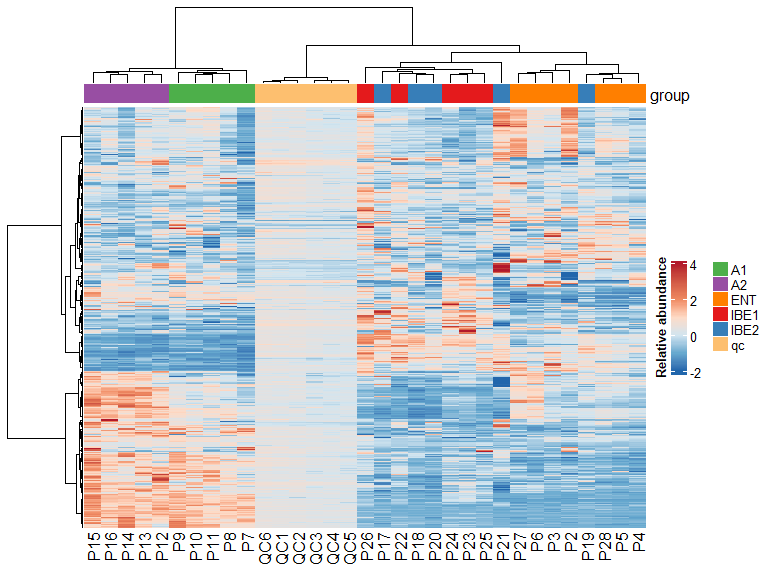 group
Relative abundance
4
2
0
-2
A1
A2
ENT
IBE1
IBE2
qc
P15 P16 P14 P13 P12 P9 P10 P11 P8 P7 QC6 QC1 QC2 QC3 QC4 QC5 P26 P17 P22 P18 P20 P24 P23 P25 P21 P27 P6 P3 P2 P19 P28 P5 P4